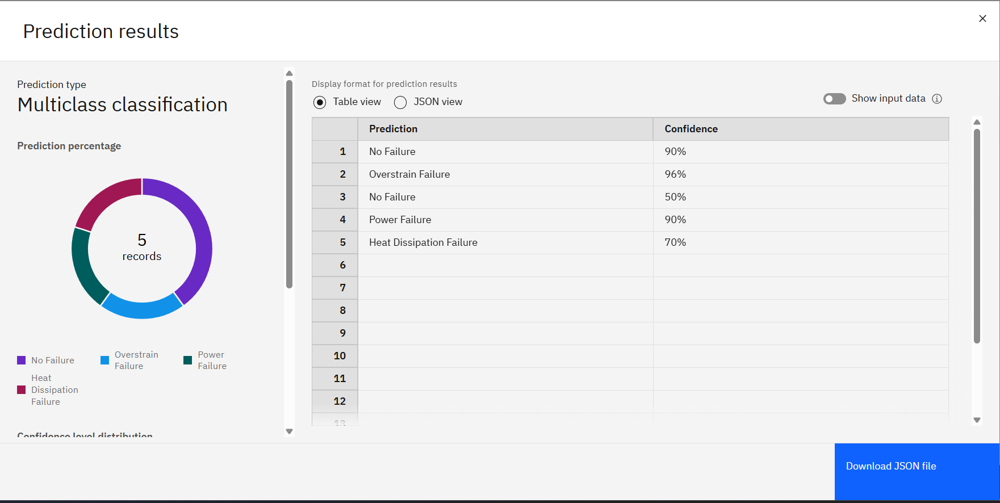 Prediction results
Prediction type
Multiclass classification
Prediction percentage
5
records
No Failure
Overstrain
Failure
Power
Failure
Heat
Dissipation
Failure
Confidence level distribution
Display format for prediction results
Table view
JSON view
Show input data
Prediction Confidence
1 No Failure 90%
2 Overstrain Failure 96%
3 No Failure 50%
4 Power Failure 90%
5 Heat Dissipation Failure 70%
6
7
8
9
10
11
12
13
Download JSON file